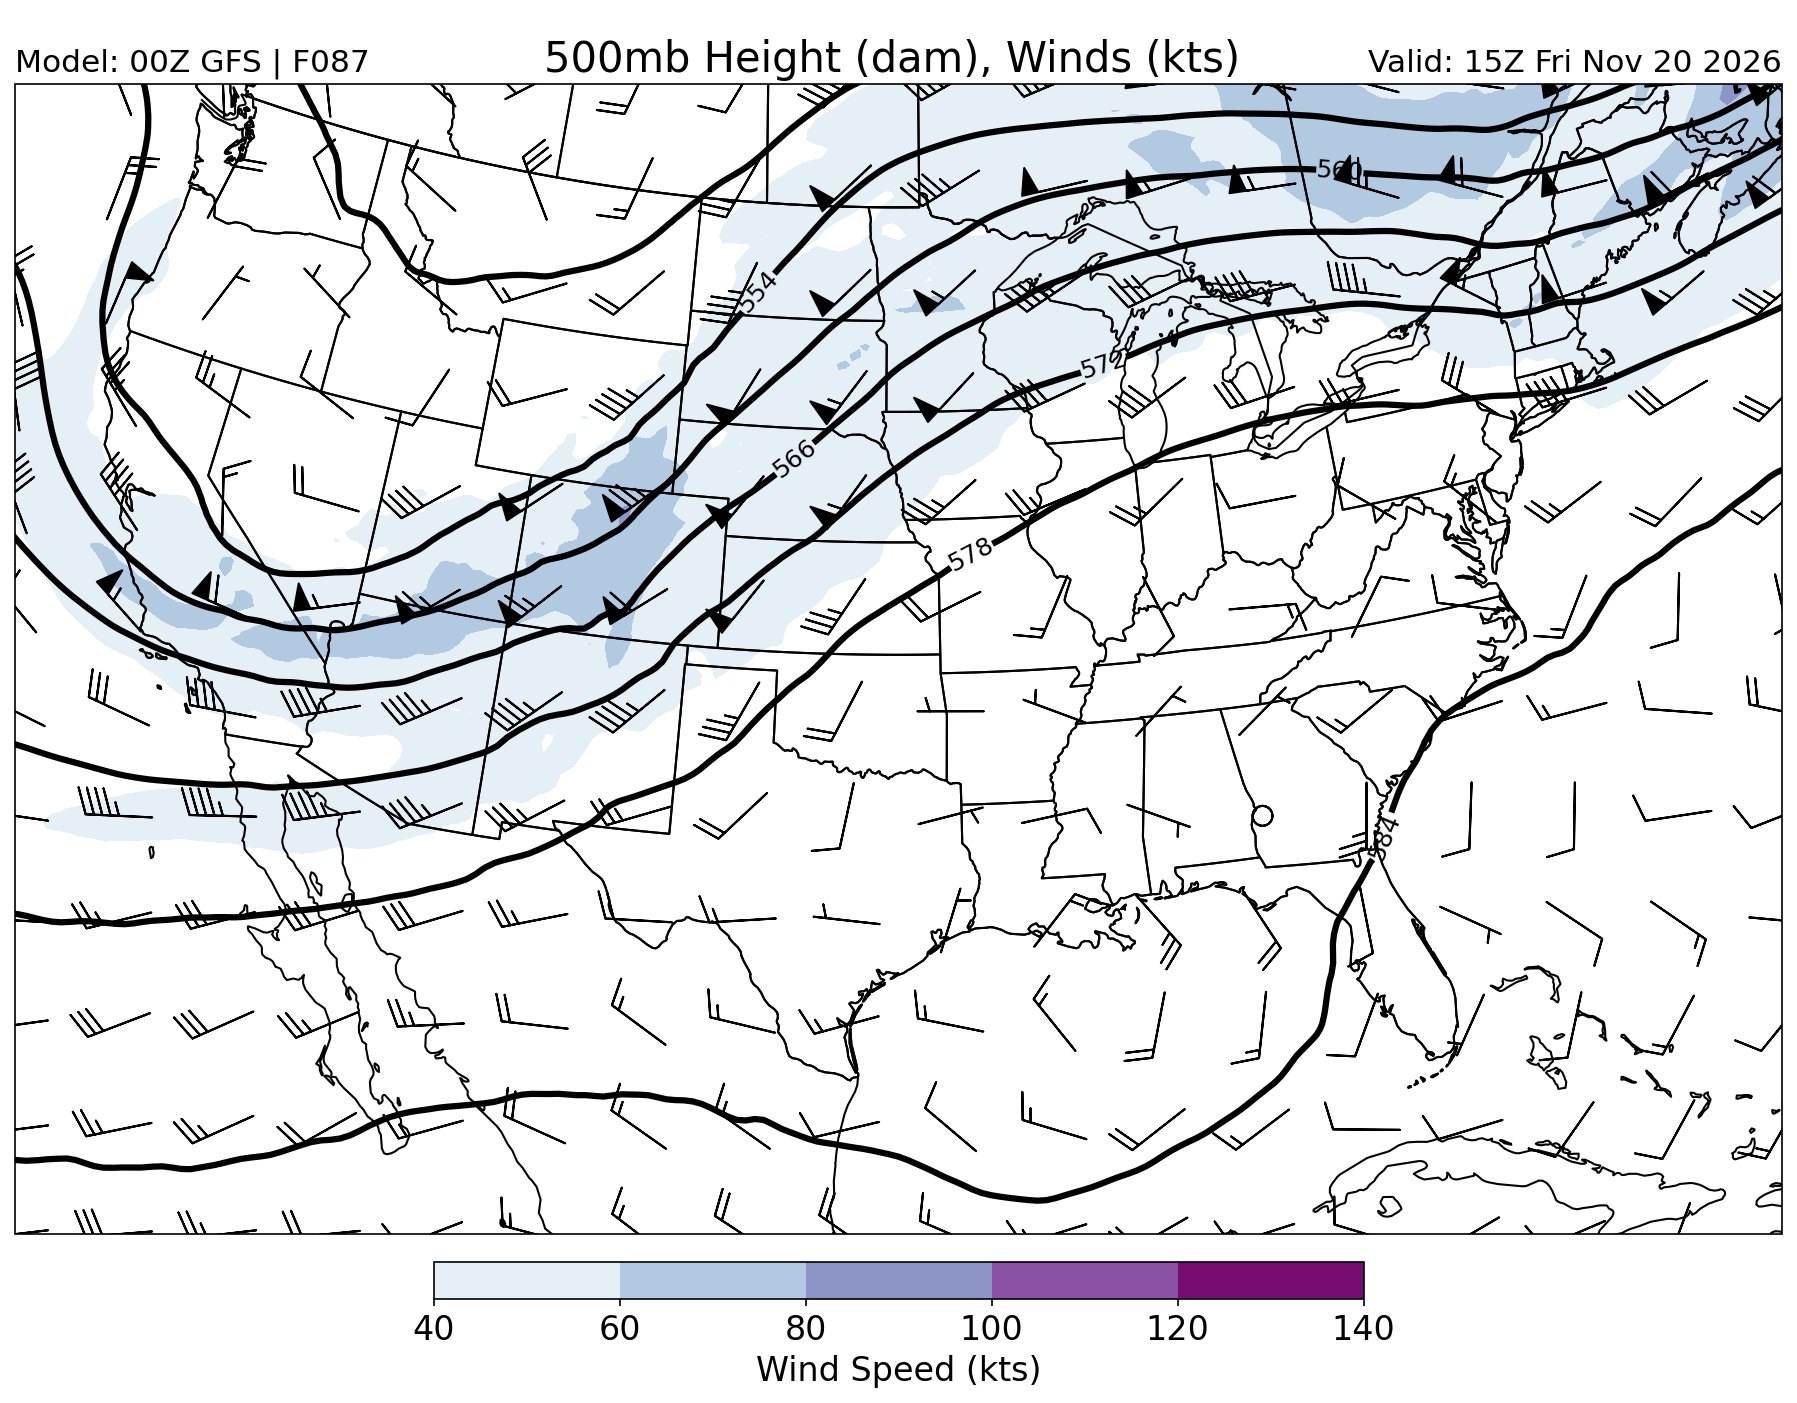 Model: 00Z GFS | F087
500mb Height (dam), Winds (kts)
Valid: 15Z Fri Nov 20 2026
560
554
572
566
578
584
40 60 80 100 120 140
Wind Speed (kts)